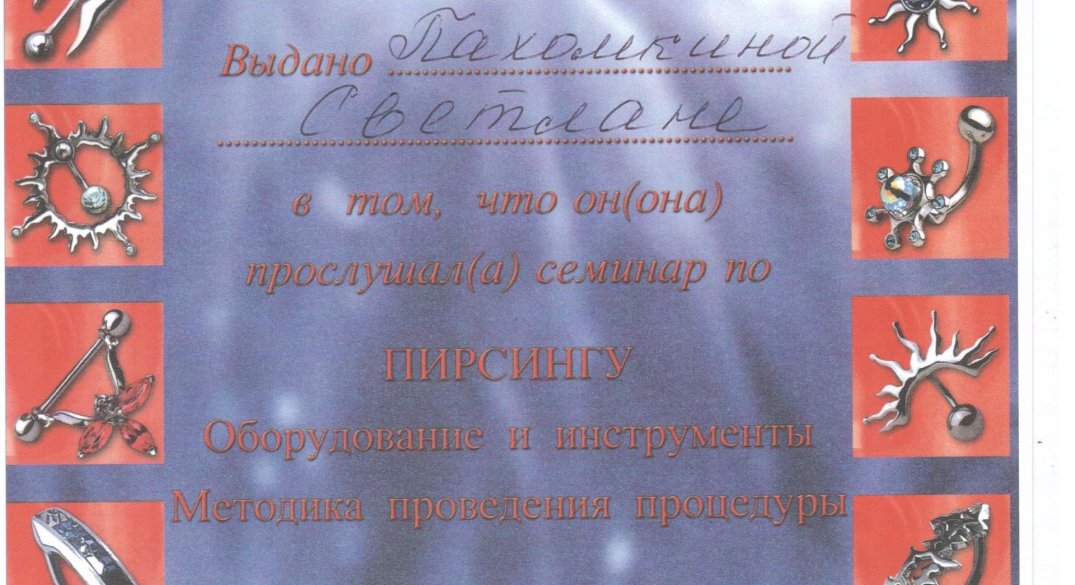 Выдано Пахомкиной
Светлане
в том, что он(она)
прослушал(а) семинар по
ПИРСИНГУ
Оборудование и инструменты
Методика проведения процедуры